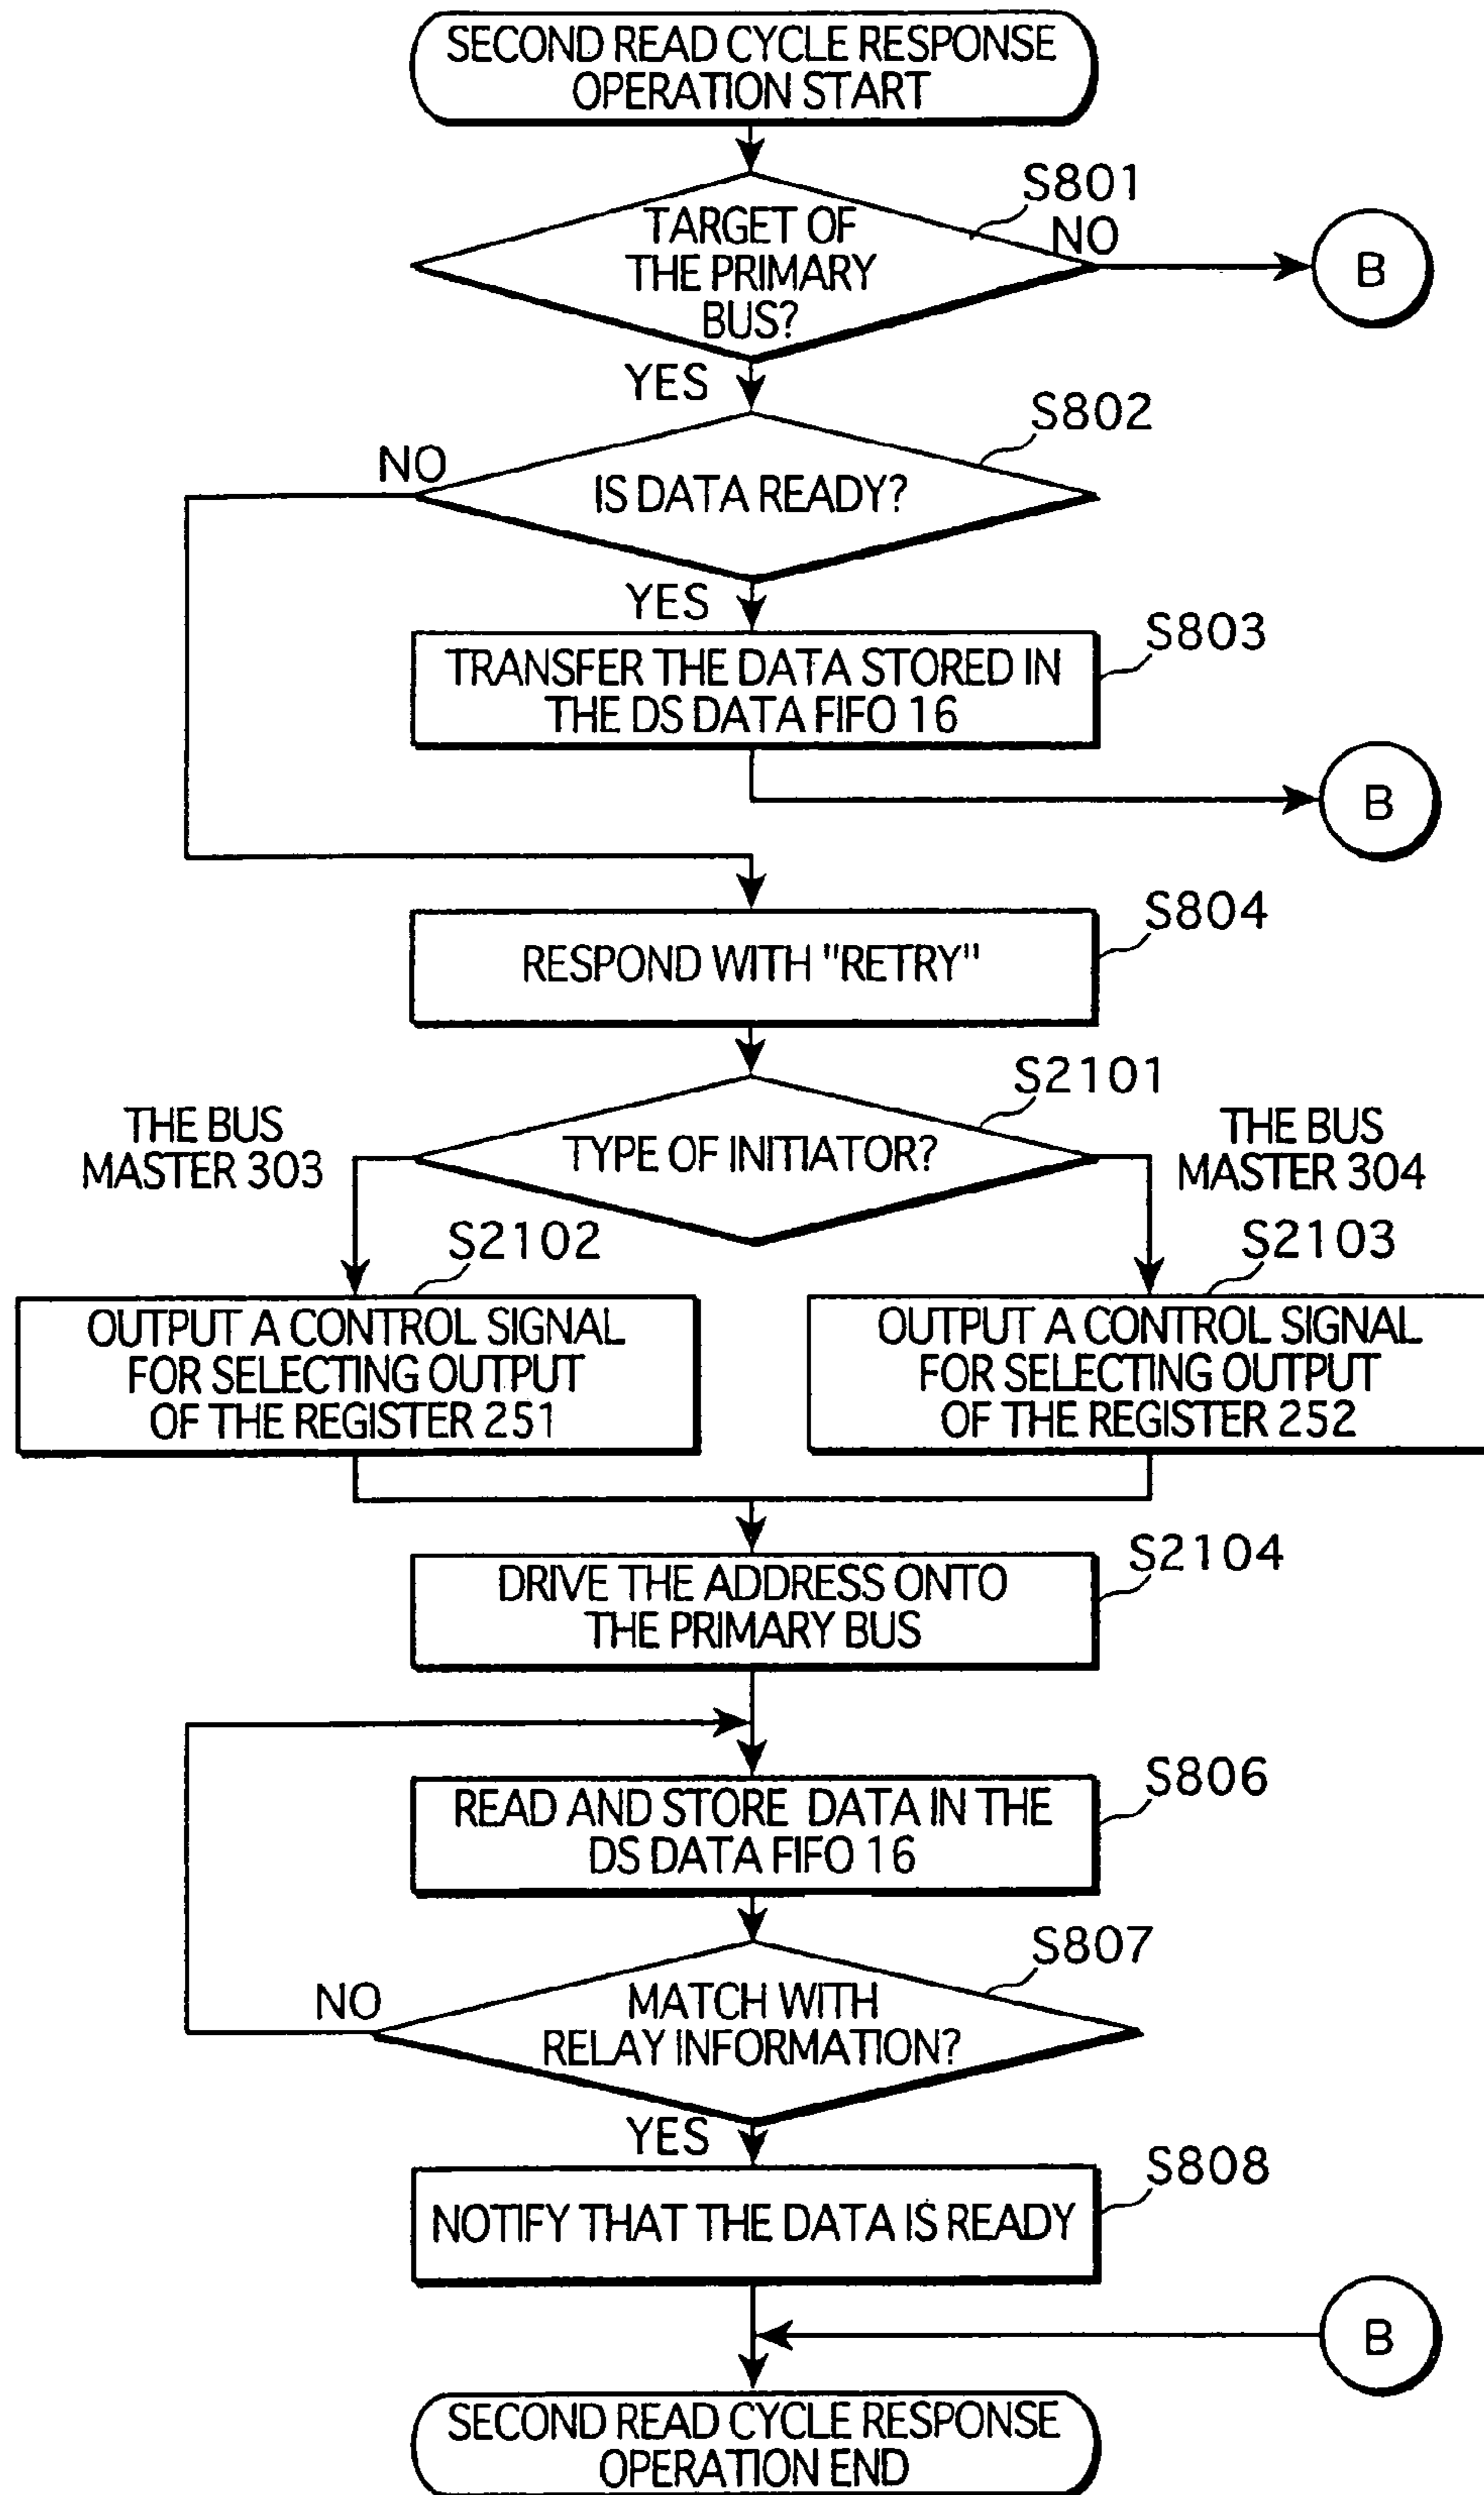 SECOND READ CYCLE RESPONSE
OPERATION START
S801
TARGET OF
THE PRIMARY
BUS?
NO
B
YES
S802
NO
IS DATA READY?
YES
S803
TRANSFER THE DATA STORED IN
THE DS DATA FIFO 16
B
S804
RESPOND WITH "RETRY"
S2101
THE BUS
MASTER 303
TYPE OF INITIATOR?
THE BUS
MASTER 304
S2102
S2103
OUTPUT A CONTROL SIGNAL
FOR SELECTING OUTPUT
OF THE REGISTER 251
OUTPUT A CONTROL SIGNAL
FOR SELECTING OUTPUT
OF THE REGISTER 252
S2104
DRIVE THE ADDRESS ONTO
THE PRIMARY BUS
S806
READ AND STORE DATA IN THE
DS DATA FIFO 16
S807
NO
MATCH WITH
RELAY INFORMATION?
YES
S808
NOTIFY THAT THE DATA IS READY
B
SECOND READ CYCLE RESPONSE
OPERATION END